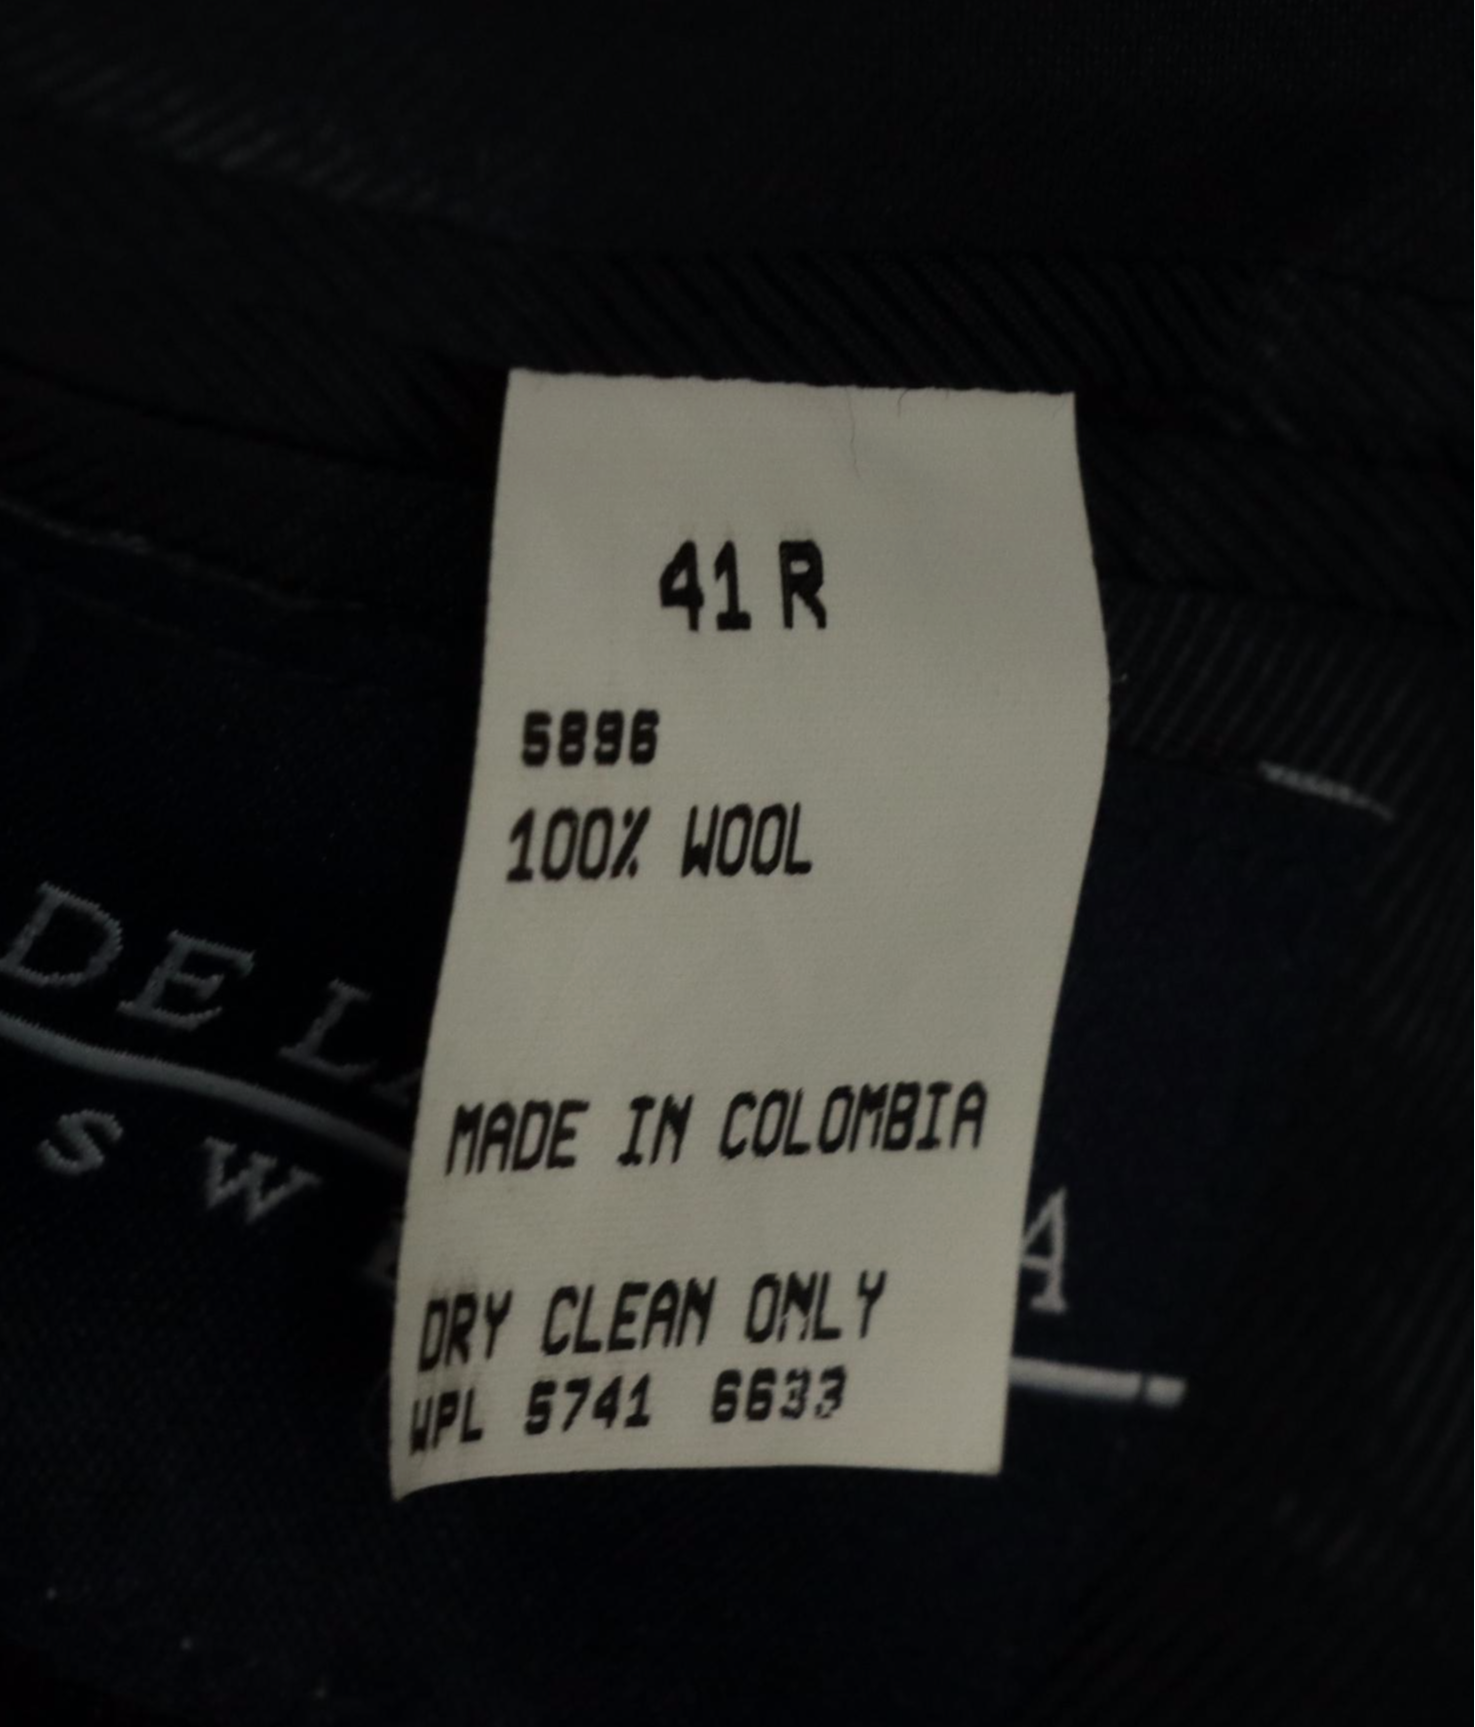 41 R
5896
100% WOOL
MADE IN COLOMBIA
DRY CLEAN ONLY
WPL 5741 6633